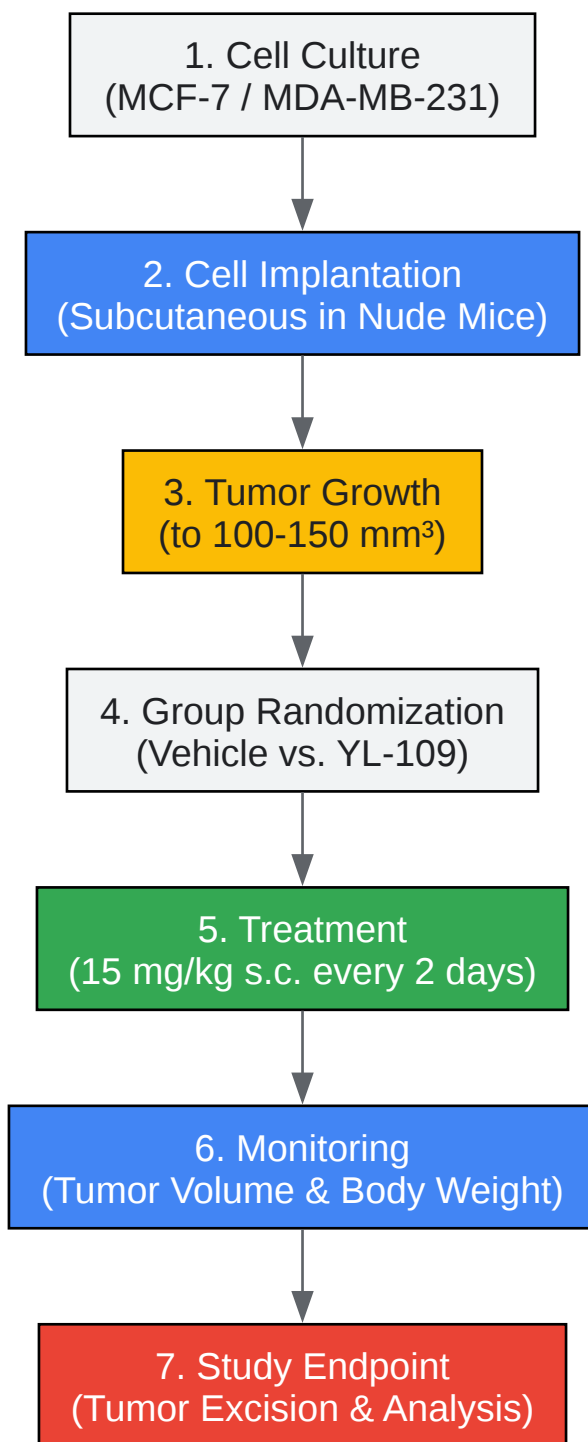 1. Cell Culture
(MCF-7 / MDA-MB-231)
2. Cell Implantation
(Subcutaneous in Nude Mice)
3. Tumor Growth
(to 100-150 mm³)
4. Group Randomization
(Vehicle vs. YL-109)
5. Treatment
(15 mg/kg s.c. every 2 days)
6. Monitoring
(Tumor Volume & Body Weight)
7. Study Endpoint
(Tumor Excision & Analysis)